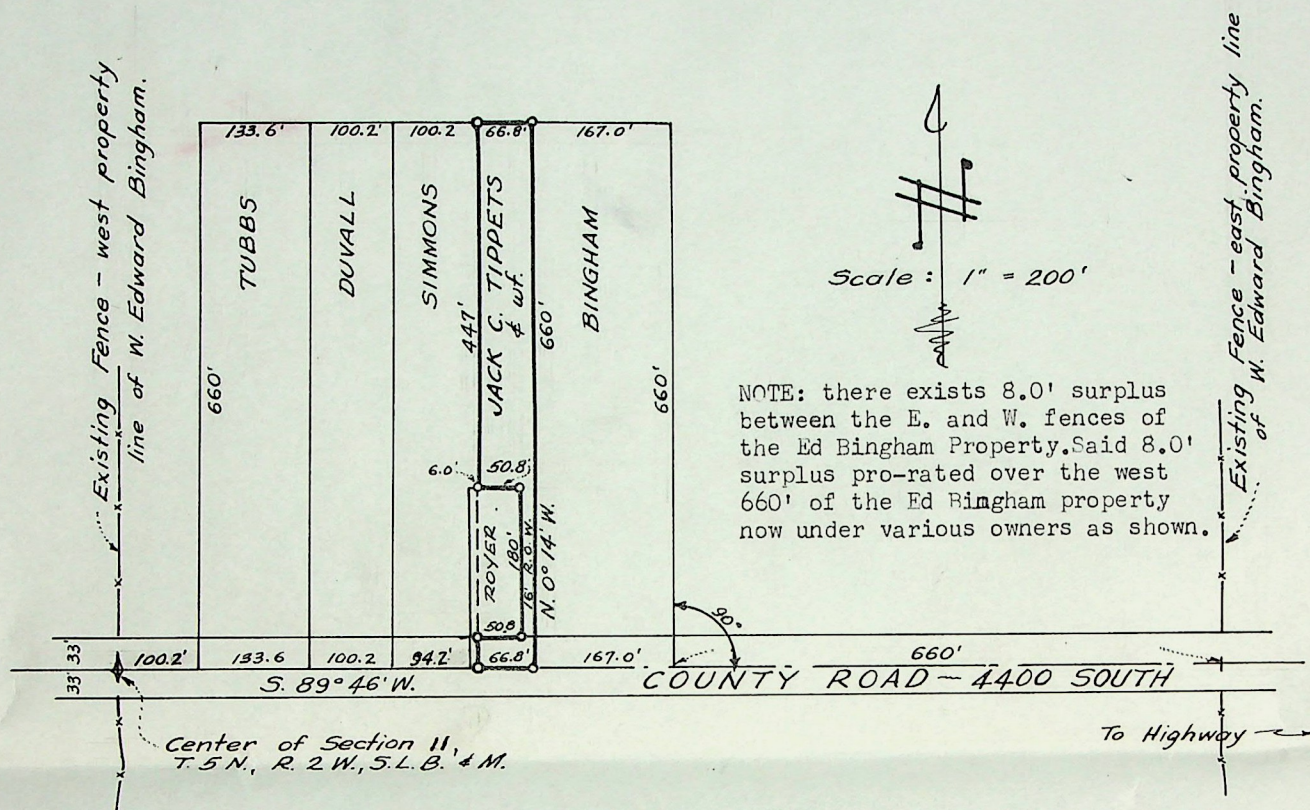 Existing Fence - west property
line of W. Edward Bingham.
133.6'
100.2'
100.2
66.8'
167.0'
TUBBS
DUVALL
SIMMONS
JACK C. TIPPETS
& wf.
BINGHAM
660'
447'
660'
660'
Scale: 1" = 200'
Existing Fence - east property line
of W. Edward Bingham.
NOTE: there exists 8.0' surplus
between the E. and W. fences of
the Ed Bingham Property.Said 8.0'
surplus pro-rated over the west
660' of the Ed Bimgham property
now under various owners as shown.
6.0'
50.8'
ROYER
180'
16' R.O.W.
N. 0° 14' W.
50.8
90°
33'
33'
100.2'
133.6
100.2
94.2'
66.8'
167.0'
660'
S. 89° 46' W.
COUNTY ROAD - 4400 SOUTH
Center of Section 11,
T. 5 N., R. 2 W., S.L.B. & M.
To Highway